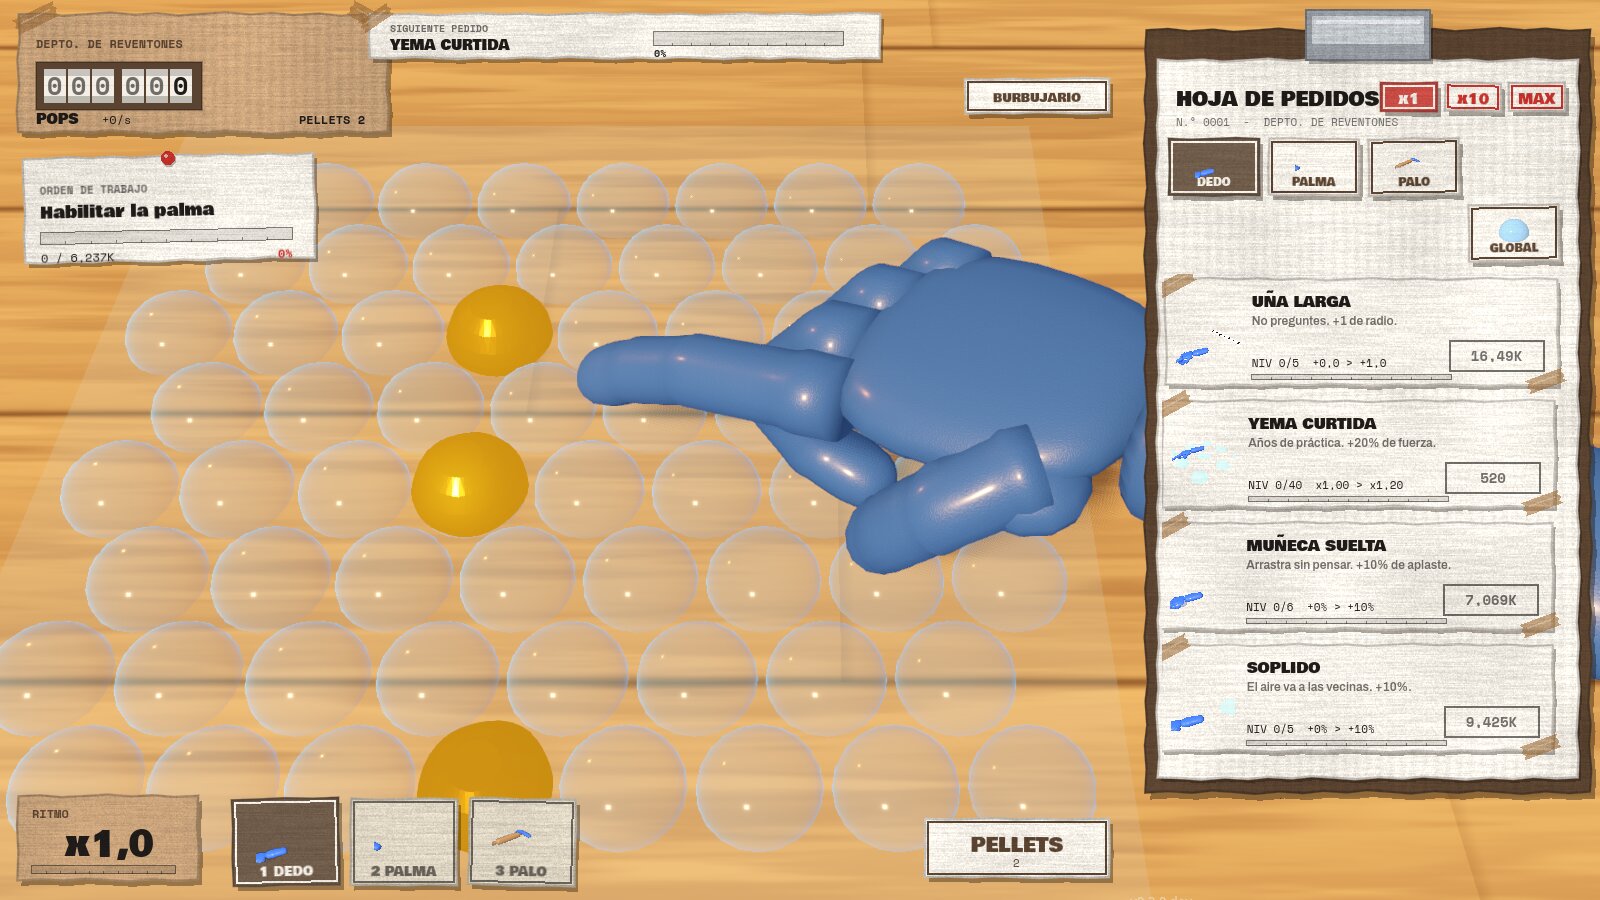 DEPTO. DE REVENTONES
000000
POPS +0/s PELLETS 2
SIGUIENTE PEDIDO
YEMA CURTIDA
0%
BURBUJARIO
ORDEN DE TRABAJO
Habilitar la palma
0 / 6,237K 0%
HOJA DE PEDIDOS x1 x10 MAX
N.° 0001 - DEPTO. DE REVENTONES
DEDO PALMA PALO
GLOBAL
UÑA LARGA
No preguntes. +1 de radio.
NIV 0/5 +0,0 > +1,0 16,49K
YEMA CURTIDA
Años de práctica. +20% de fuerza.
NIV 0/40 x1,00 > x1,20 520
MUÑECA SUELTA
Arrastra sin pensar. +10% de aplaste.
NIV 0/6 +0% > +10% 7,069K
SOPLIDO
El aire va a las vecinas. +10%.
NIV 0/5 +0% > +10% 9,425K
RITMO
x1,0
1 DEDO 2 PALMA 3 PALO
PELLETS
2